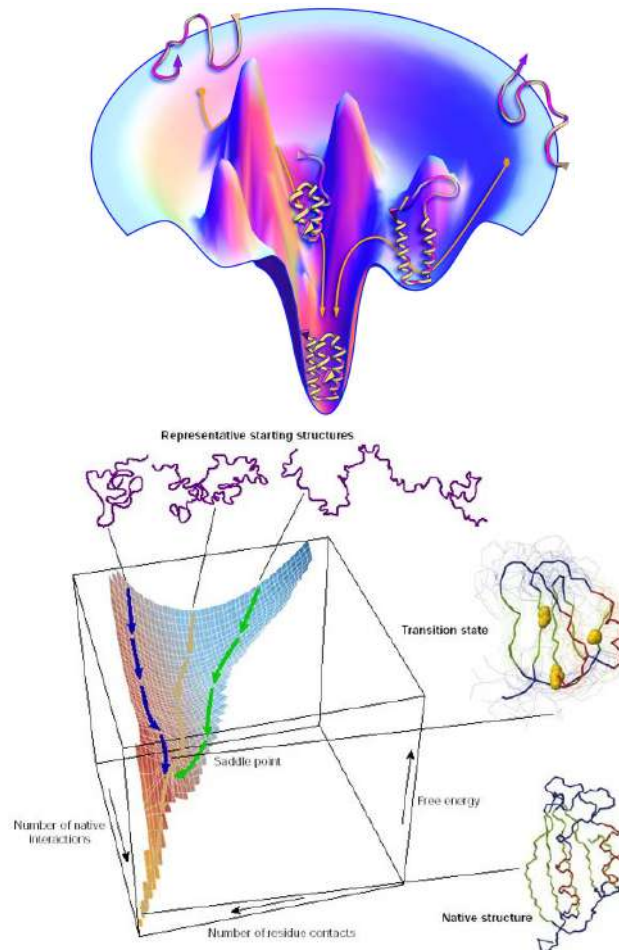 Representative starting structures
Transition state
Saddle point
Free energy
Number of native
interactions
Number of residue contacts
Native structure